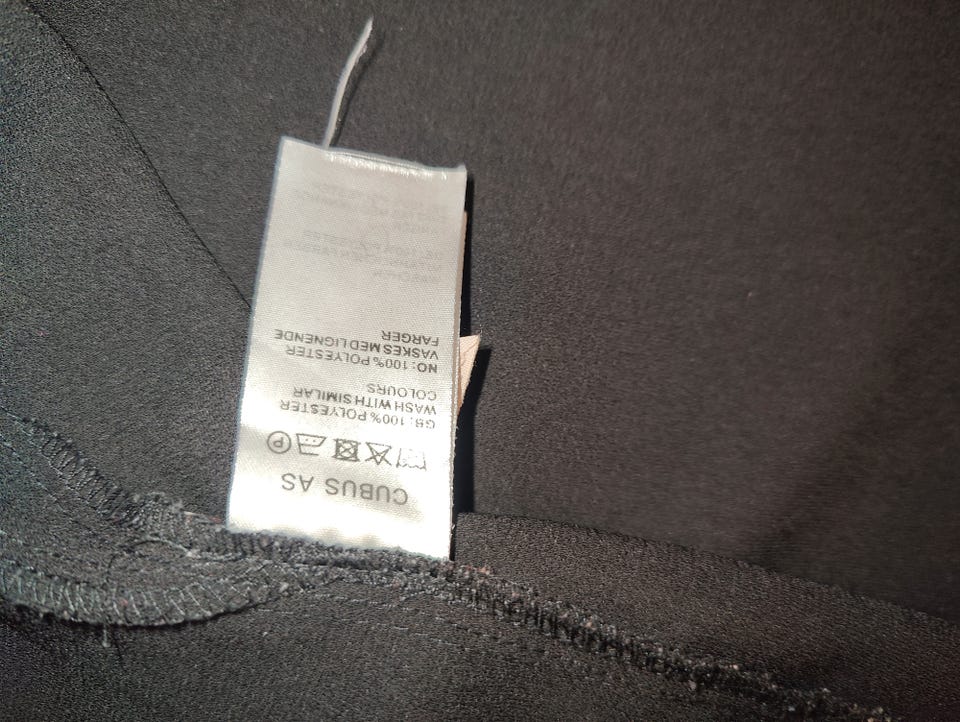 CUBUS AS
P
GB: 100% POLYESTER
WASH WITH SIMILAR
COLOURS
NO: 100% POLYESTER
VASKES MED LIGNENDE
FARGER